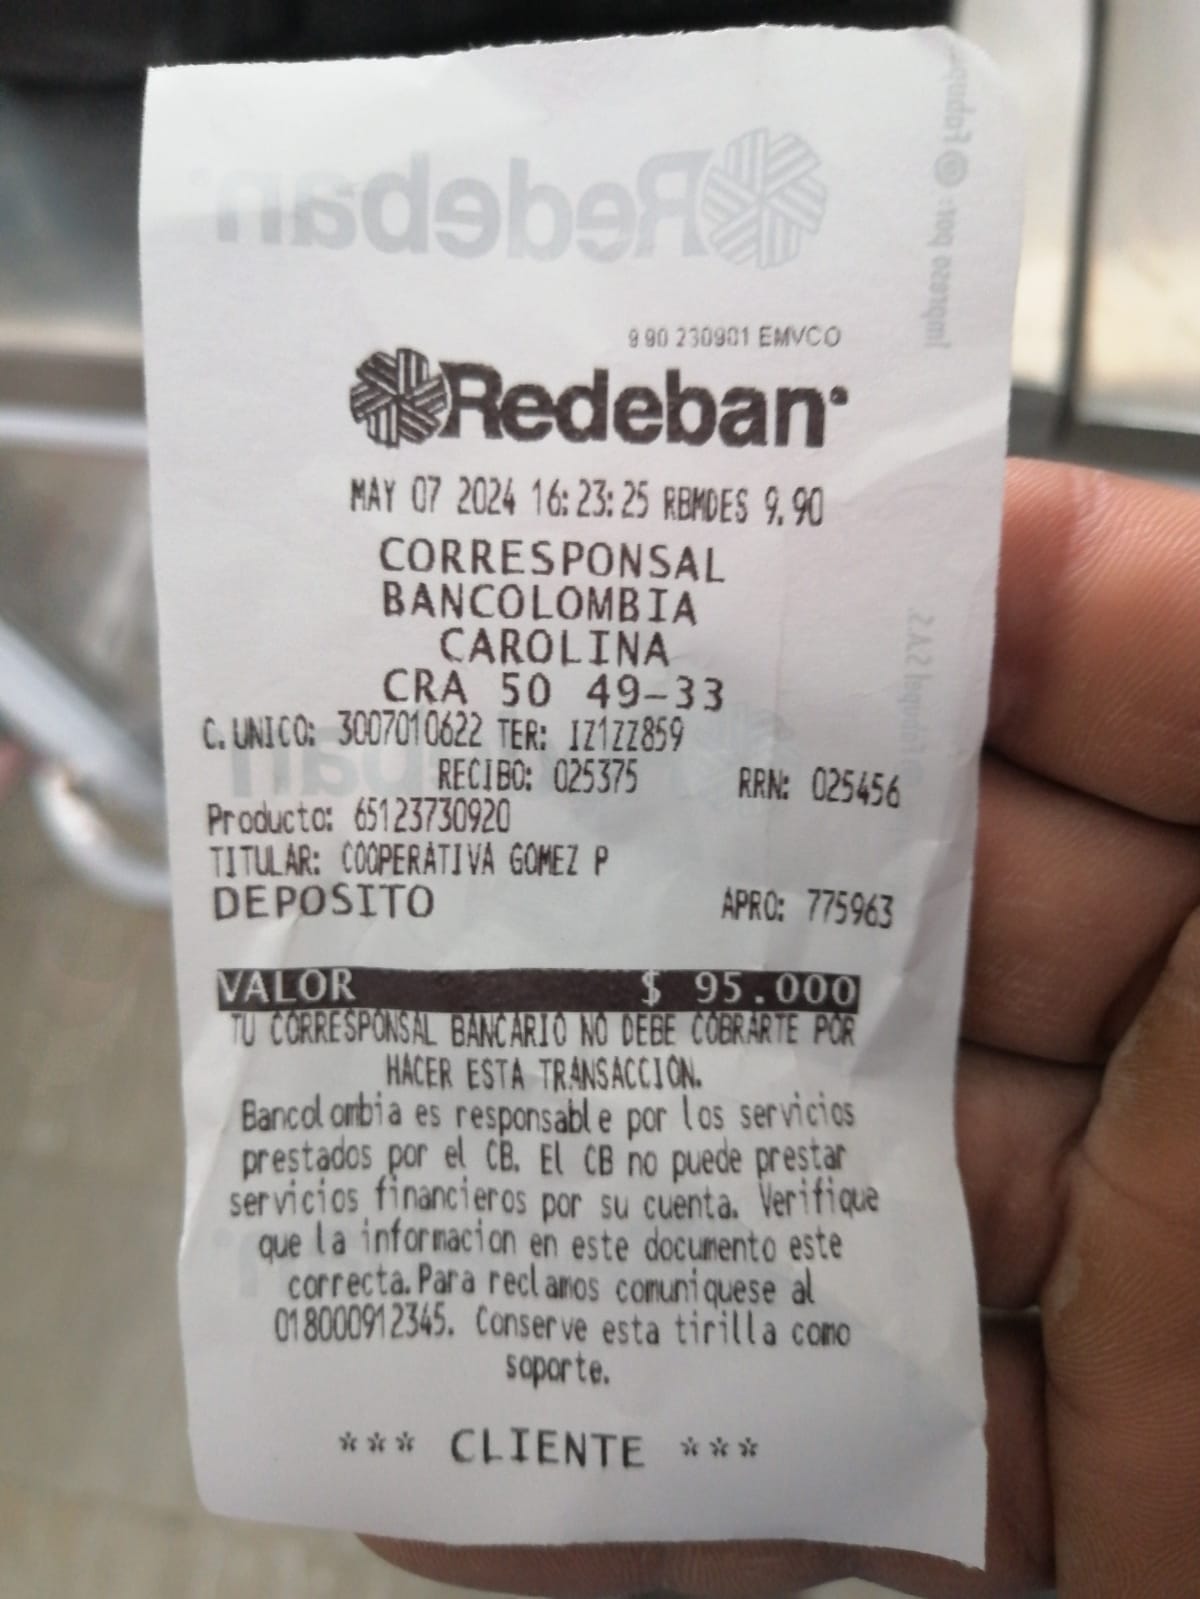 Redeban
Impreso por: @ Fabupa
9 90 230901 EMVCO
Redeban
MAY 07 2024 16:23:25 RBMDES 9.90
CORRESPONSAL
BANCOLOMBIA
CAROLINA
CRA 50 49-33
C. UNICO: 3007010622 TER: IZ1ZZ859
RECIBO: 025375 RRN: 025456
Producto: 65123730920
TITULAR: COOPERATIVA GOMEZ P
DEPOSITO APRO: 775963
VALOR $ 95.000
TU CORRESPONSAL BANCARIO NO DEBE COBRARTE POR
HACER ESTA TRANSACCION.
Bancolombia es responsable por los servicios
prestados por el CB. El CB no puede prestar
servicios financieros por su cuenta. Verifique
que la informacion en este documento este
correcta. Para reclamos comuniquese al
018000912345. Conserve esta tirilla como
soporte.
*** CLIENTE ***